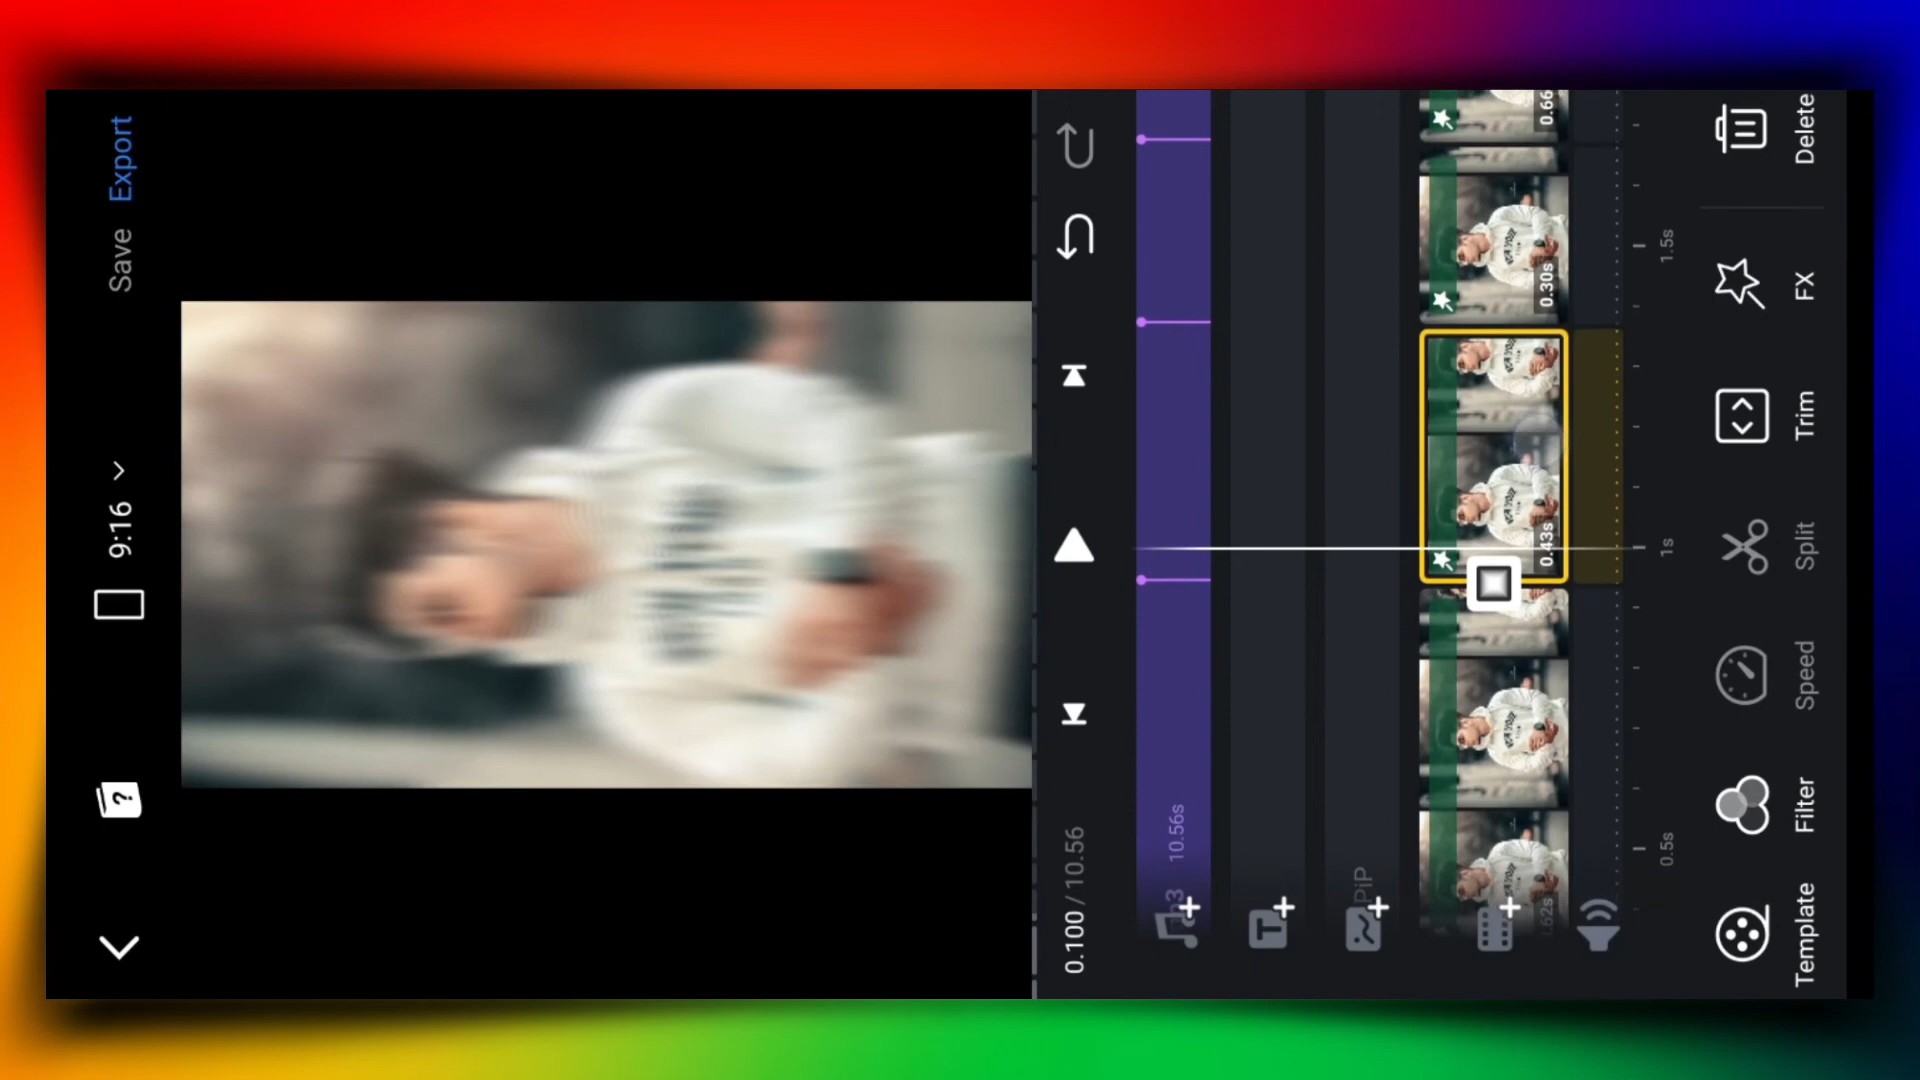 9:16
Save
Export
0.100 / 10.56
10.56s
PiP
0.43s
0.30s
0.66
0.5s
1s
1.5s
Template
Filter
Speed
Split
Trim
FX
Delete